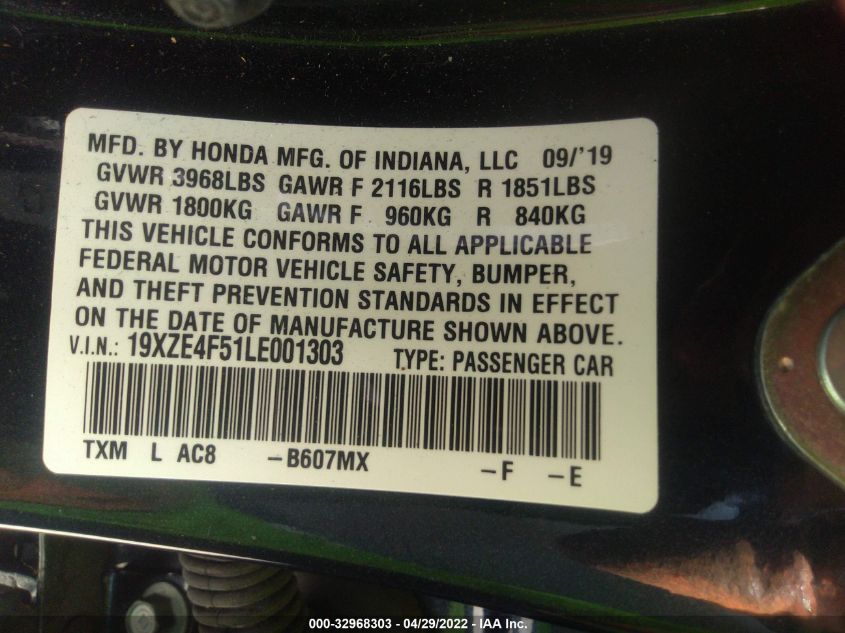 MFD. BY HONDA MFG. OF INDIANA, LLC 09/'19
GVWR 3968LBS GAWR F 2116LBS R 1851LBS
GVWR 1800KG GAWR F 960KG R 840KG
THIS VEHICLE CONFORMS TO ALL APPLICABLE
FEDERAL MOTOR VEHICLE SAFETY, BUMPER,
AND THEFT PREVENTION STANDARDS IN EFFECT
ON THE DATE OF MANUFACTURE SHOWN ABOVE.
V.I.N.: 19XZE4F51LE001303 TYPE: PASSENGER CAR
TXM L AC8 -B607MX -F -E
000-32968303 - 04/29/2022 - IAA Inc.